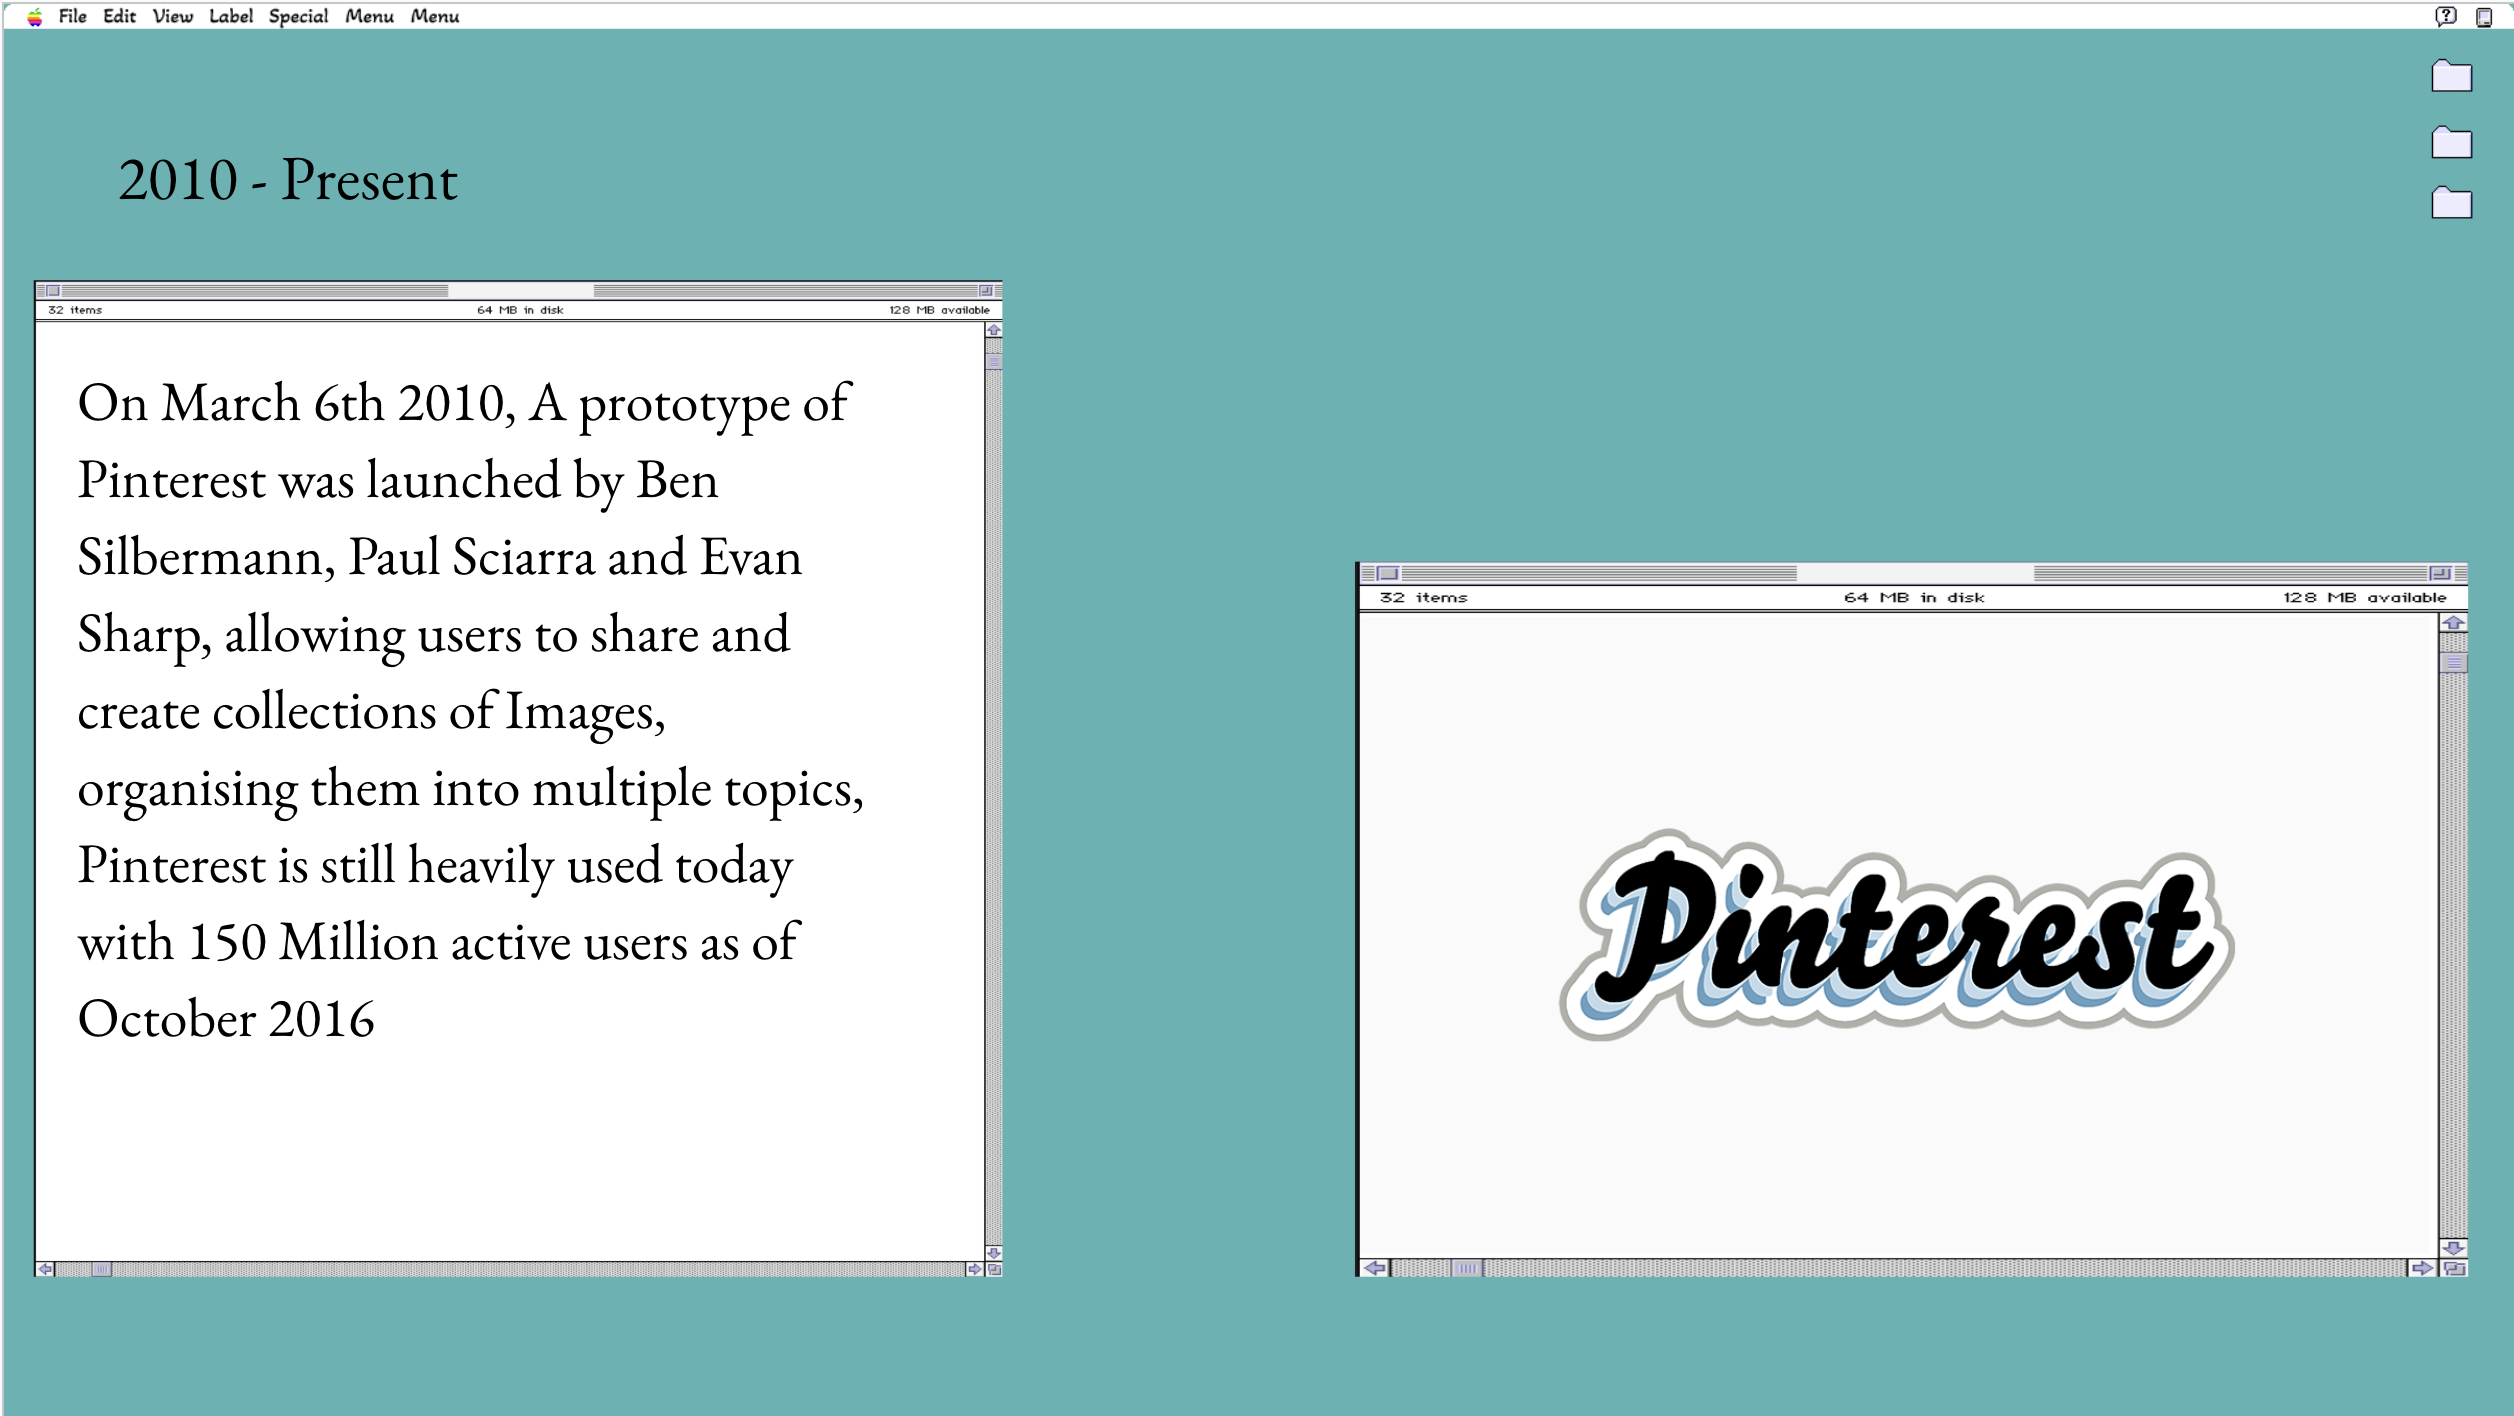 File Edit View Label Special Menu Menu
2010 - Present
32 items 64 MB in disk 128 MB available
On March 6th 2010, A prototype of
Pinterest was launched by Ben
Silbermann, Paul Sciarra and Evan
Sharp, allowing users to share and
create collections of Images,
organising them into multiple topics,
Pinterest is still heavily used today
with 150 Million active users as of
October 2016
32 items 64 MB in disk 128 MB available
Pinterest